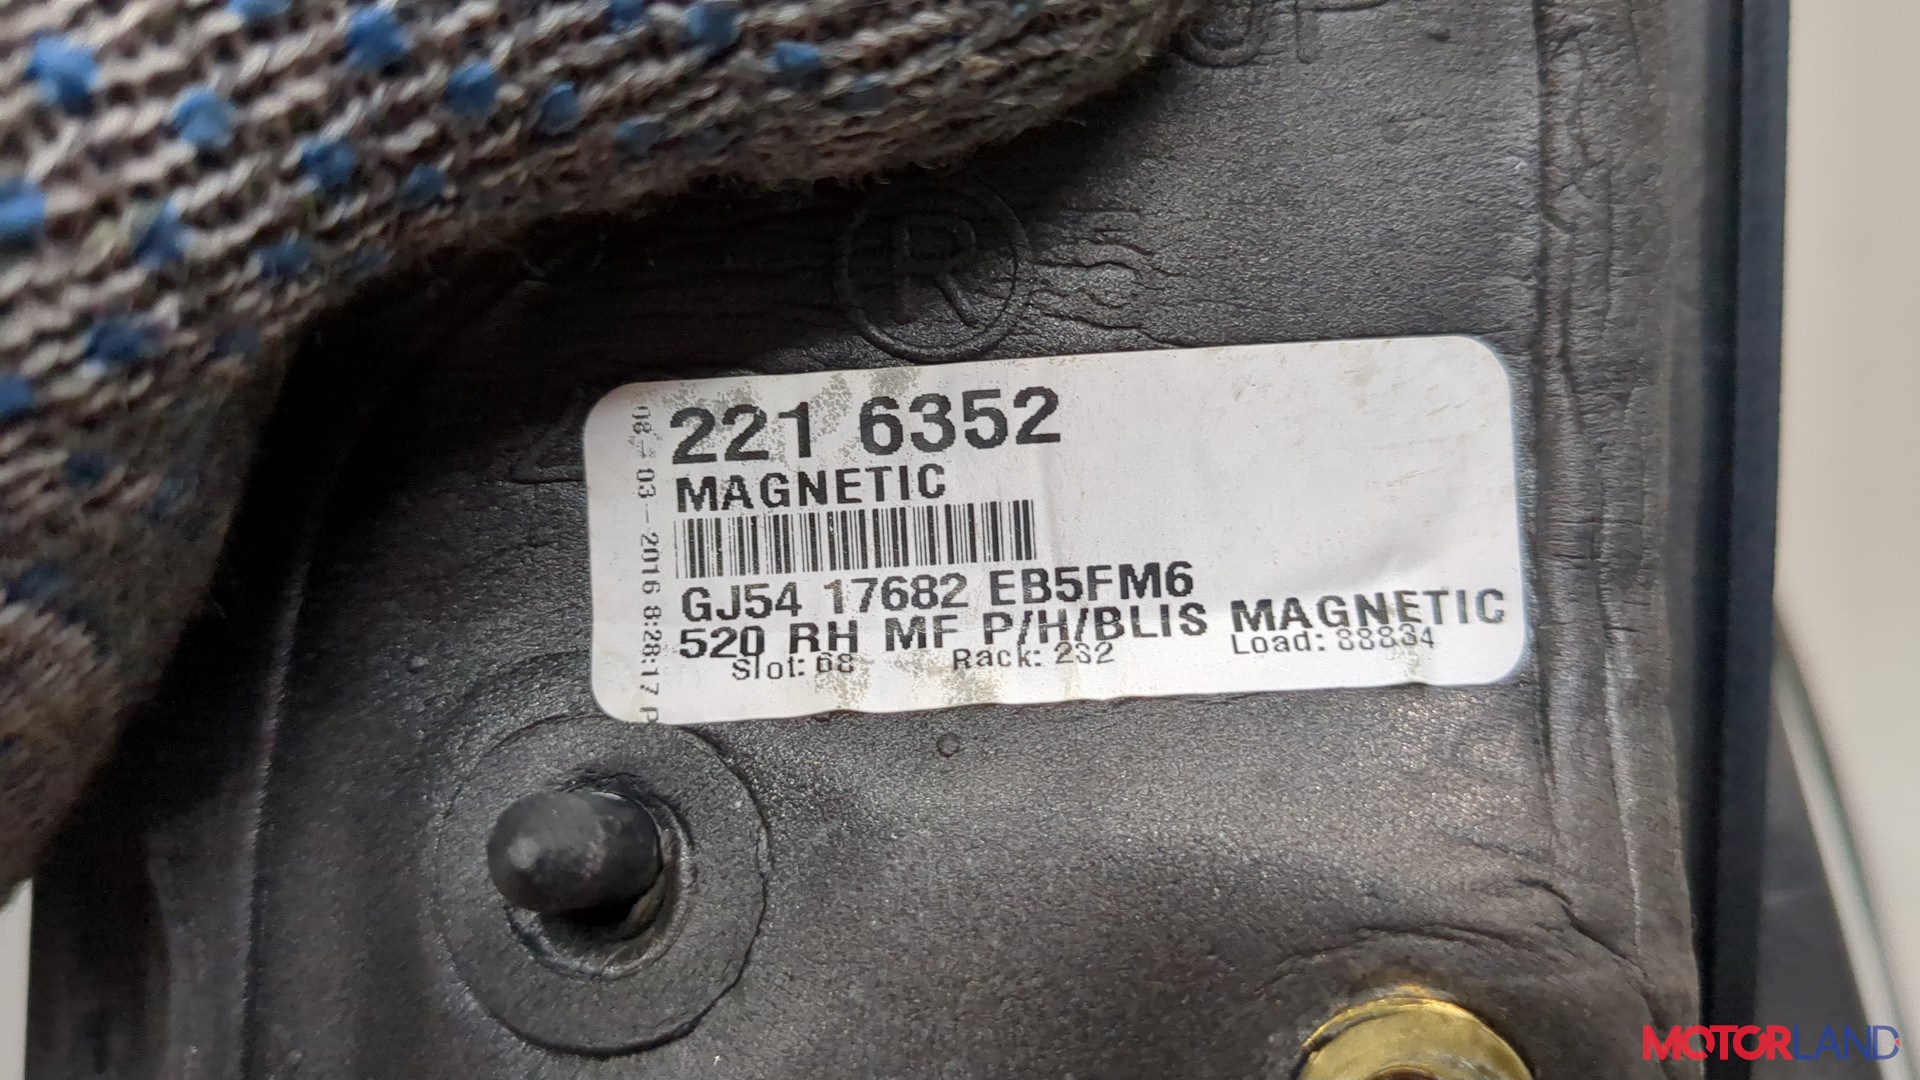 R
221 6352
MAGNETIC
GJ54 17682 EB5FM6
520 RH MF P/H/BLIS MAGNETIC
Slot: 68 Rack: 232 Load: 88834
08-03-2016 8:28:17 P
MOTORLAND